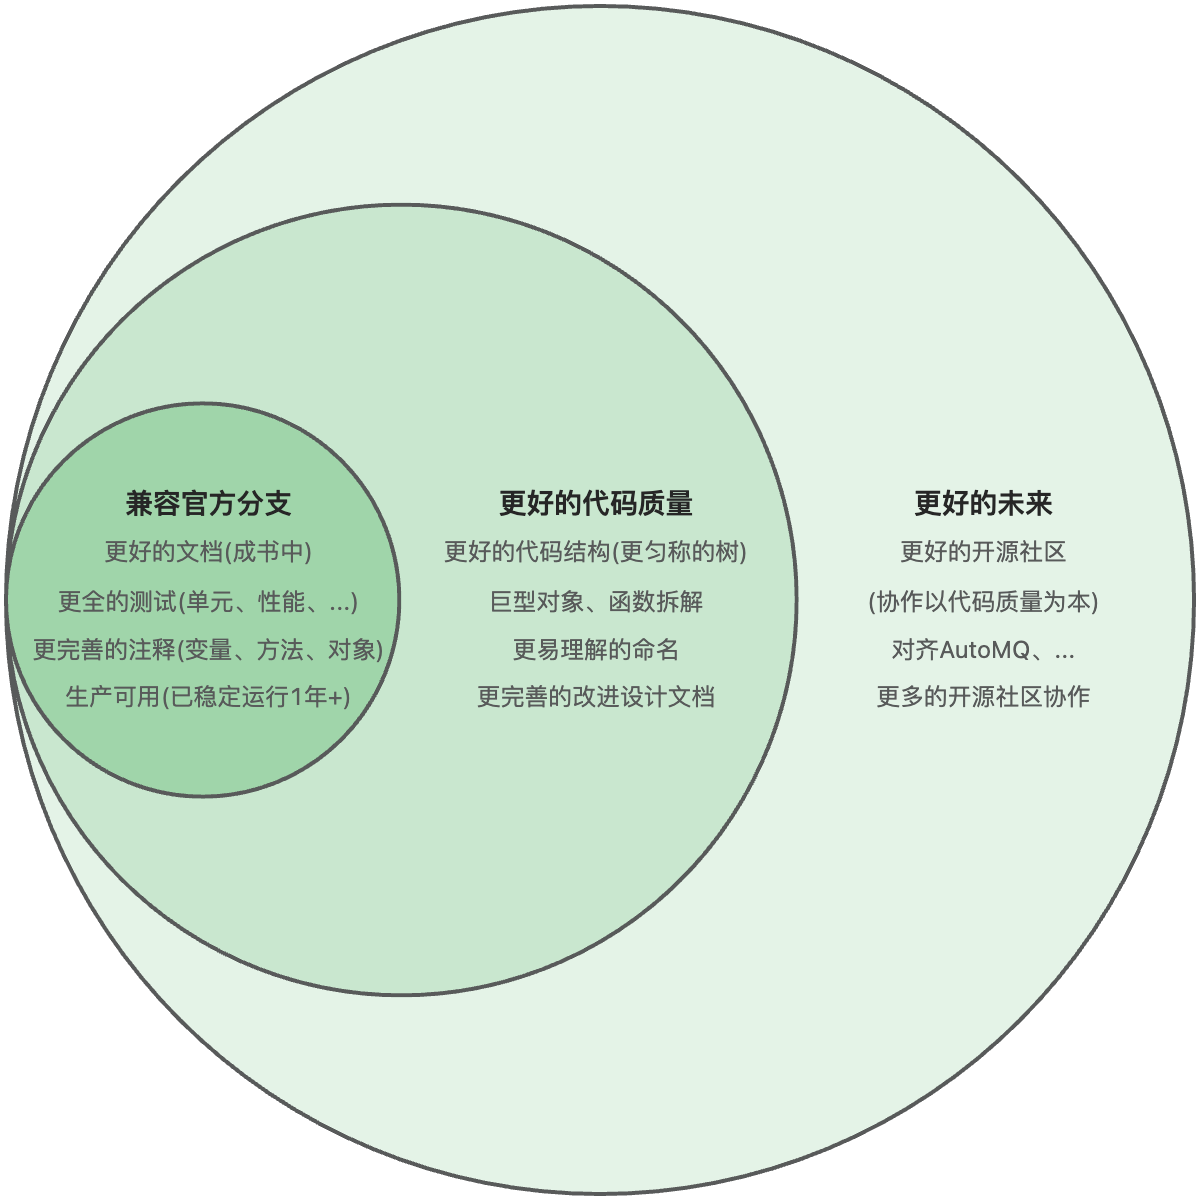 兼容官方分支
更好的文档(成书中)
更全的测试(单元、性能、...)
更完善的注释(变量、方法、对象)
生产可用(已稳定运行1年+)
更好的代码质量
更好的代码结构(更匀称的树)
巨型对象、函数拆解
更易理解的命名
更完善的改进设计文档
更好的未来
更好的开源社区
(协作以代码质量为本)
对齐AutoMQ、...
更多的开源社区协作